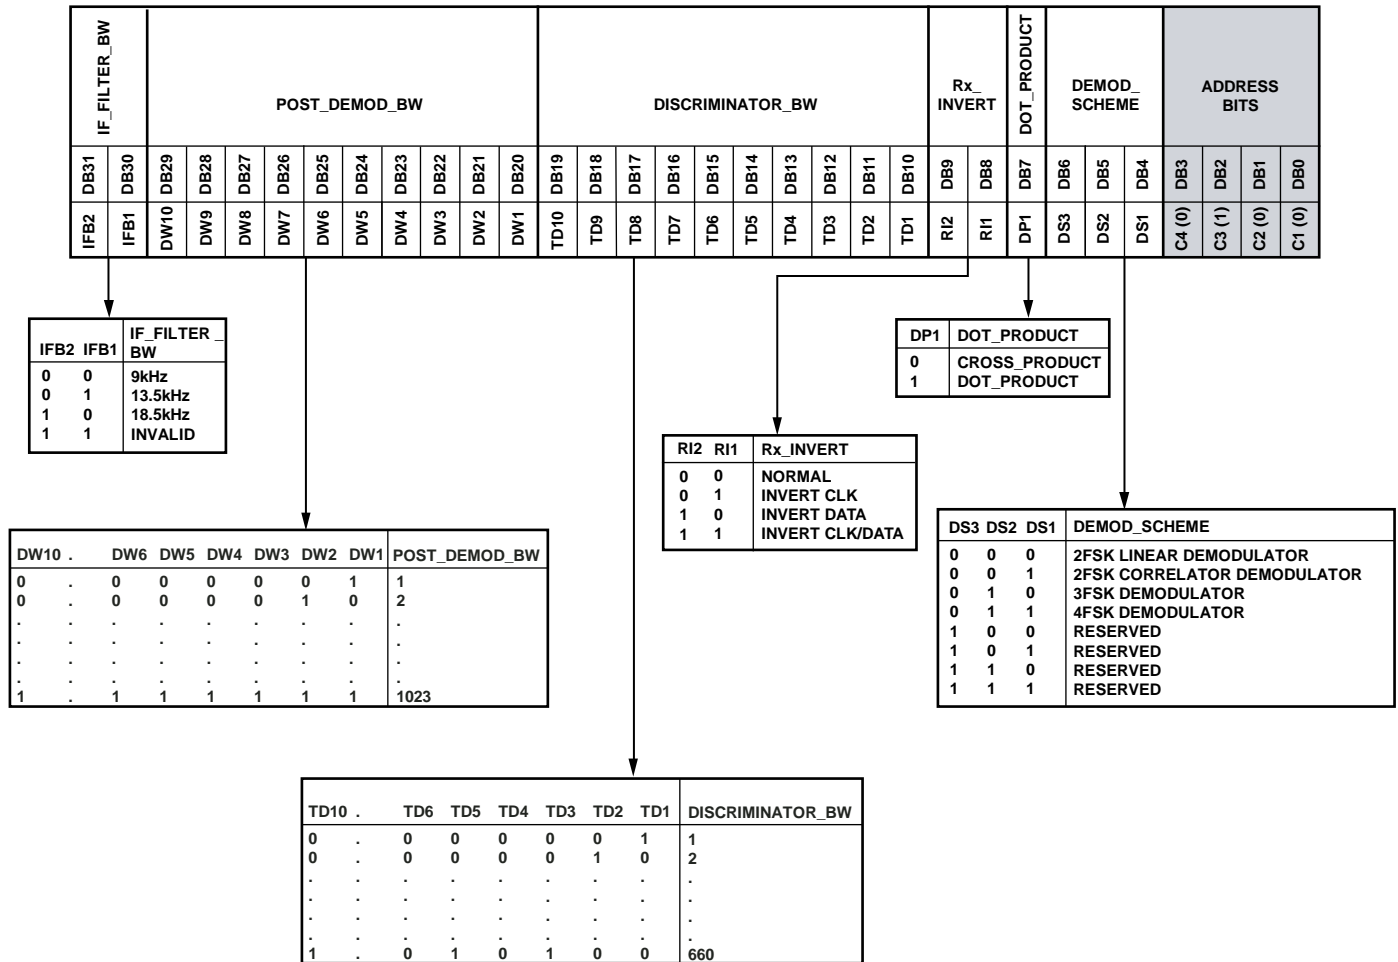 IF_FILTER_BW
POST_DEMOD_BW
DISCRIMINATOR_BW
Rx_
INVERT
DOT_PRODUCT
DEMOD_
SCHEME
ADDRESS
BITS
DB31 DB30 DB29 DB28 DB27 DB26 DB25 DB24 DB23 DB22 DB21 DB20 DB19 DB18 DB17 DB16 DB15 DB14 DB13 DB12 DB11 DB10 DB9 DB8 DB7 DB6 DB5 DB4 DB3 DB2 DB1 DB0
IFB2 IFB1 DW10 DW9 DW8 DW7 DW6 DW5 DW4 DW3 DW2 DW1 TD10 TD9 TD8 TD7 TD6 TD5 TD4 TD3 TD2 TD1 RI2 RI1 DP1 DS3 DS2 DS1 C4 (0) C3 (1) C2 (0) C1 (0)
IFB2 IFB1 IF_FILTER _
BW
0 0 9kHz
0 1 13.5kHz
1 0 18.5kHz
1 1 INVALID
DP1 DOT_PRODUCT
0 CROSS_PRODUCT
1 DOT_PRODUCT
RI2 RI1 Rx_INVERT
0 0 NORMAL
0 1 INVERT CLK
1 0 INVERT DATA
1 1 INVERT CLK/DATA
DS3 DS2 DS1 DEMOD_SCHEME
0 0 0 2FSK LINEAR DEMODULATOR
0 0 1 2FSK CORRELATOR DEMODULATOR
0 1 0 3FSK DEMODULATOR
0 1 1 4FSK DEMODULATOR
1 0 0 RESERVED
1 0 1 RESERVED
1 1 0 RESERVED
1 1 1 RESERVED
DW10 . DW6 DW5 DW4 DW3 DW2 DW1 POST_DEMOD_BW
0 . 0 0 0 0 0 1 1
0 . 0 0 0 0 1 0 2
. . . . . . . . .
. . . . . . . . .
. . . . . . . . .
. . . . . . . . .
1 . 1 1 1 1 1 1 1023
TD10 . TD6 TD5 TD4 TD3 TD2 TD1 DISCRIMINATOR_BW
0 . 0 0 0 0 0 1 1
0 . 0 0 0 0 1 0 2
. . . . . . . . .
. . . . . . . . .
. . . . . . . . .
. . . . . . . . .
1 . 0 1 0 1 0 0 660